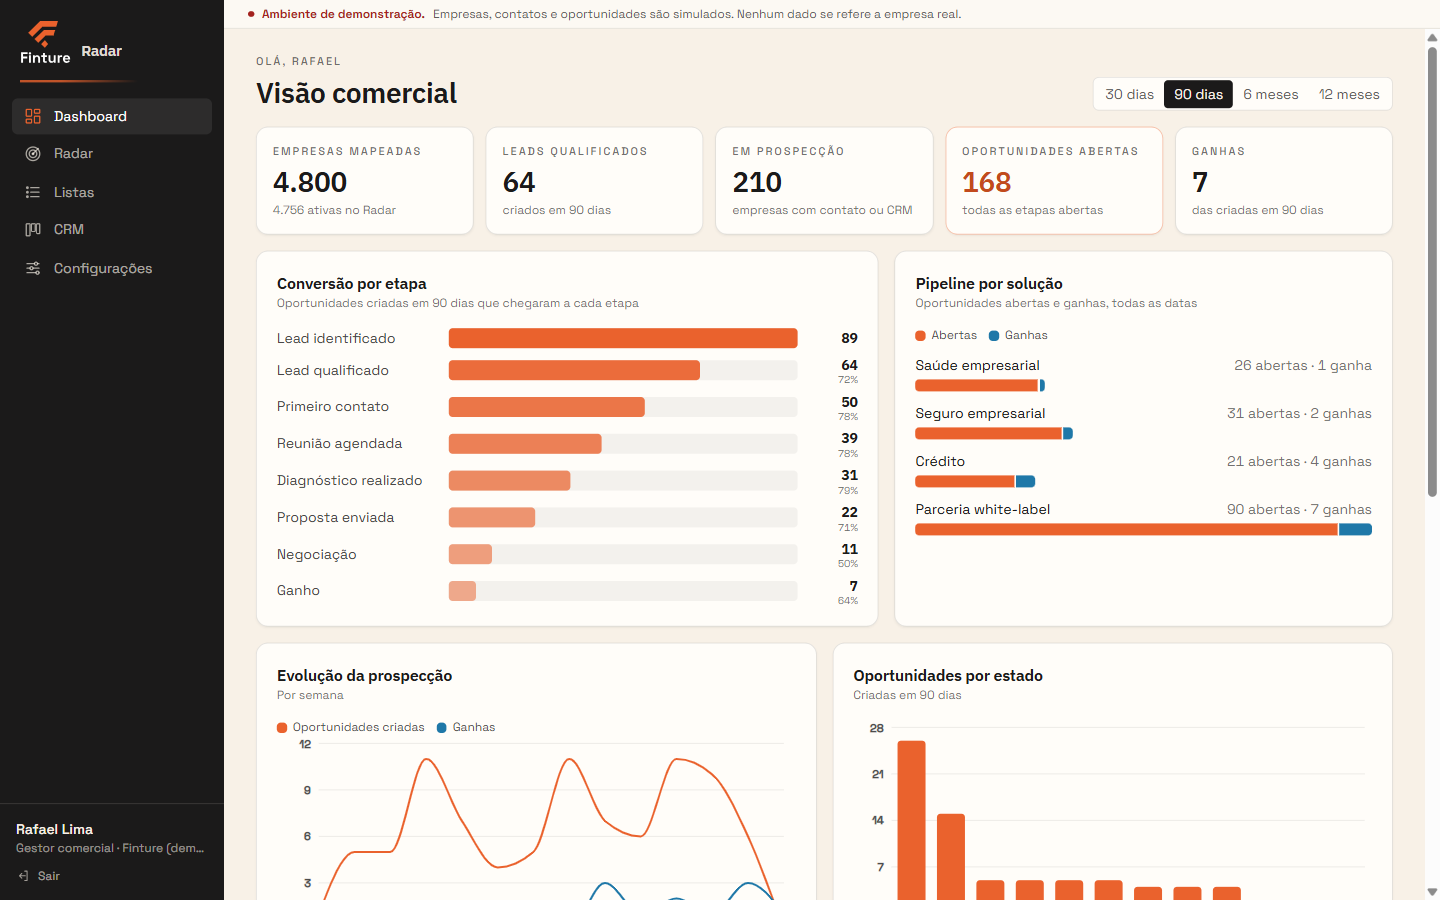 Finture Radar
Dashboard
Radar
Listas
CRM
Configurações
Rafael Lima
Gestor comercial · Finture (dem...
Sair
Ambiente de demonstração. Empresas, contatos e oportunidades são simulados. Nenhum dado se refere a empresa real.
OLÁ, RAFAEL
Visão comercial
30 dias 90 dias 6 meses 12 meses
EMPRESAS MAPEADAS
4.800
4.756 ativas no Radar
LEADS QUALIFICADOS
64
criados em 90 dias
EM PROSPECÇÃO
210
empresas com contato ou CRM
OPORTUNIDADES ABERTAS
168
todas as etapas abertas
GANHAS
7
das criadas em 90 dias
Conversão por etapa
Oportunidades criadas em 90 dias que chegaram a cada etapa
Lead identificado 89
Lead qualificado 64
72%
Primeiro contato 50
78%
Reunião agendada 39
78%
Diagnóstico realizado 31
79%
Proposta enviada 22
71%
Negociação 11
50%
Ganho 7
64%
Pipeline por solução
Oportunidades abertas e ganhas, todas as datas
Abertas Ganhas
Saúde empresarial 26 abertas · 1 ganha
Seguro empresarial 31 abertas · 2 ganhas
Crédito 21 abertas · 4 ganhas
Parceria white-label 90 abertas · 7 ganhas
Evolução da prospecção
Por semana
Oportunidades criadas Ganhas
12
9
6
3
Oportunidades por estado
Criadas em 90 dias
28
21
14
7